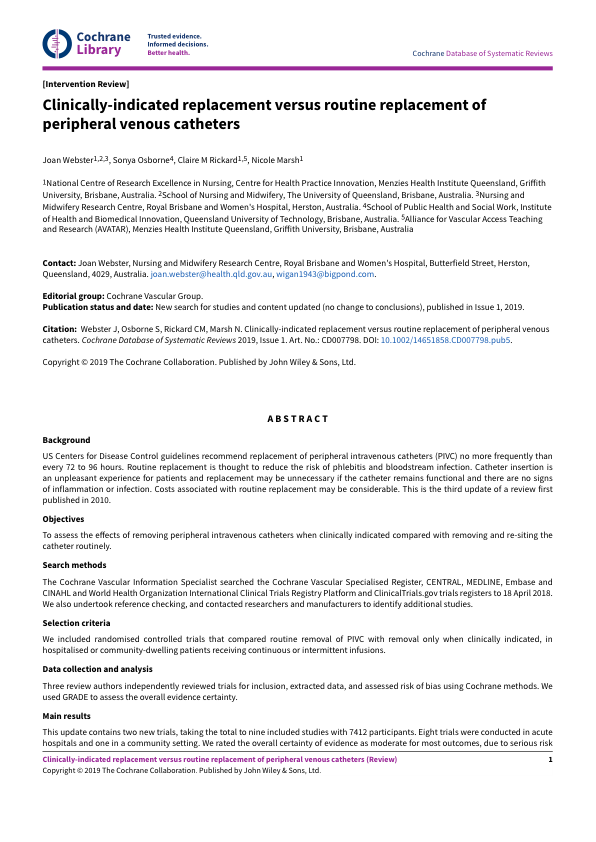 Cochrane
Library
Trusted evidence.
Informed decisions.
Better health.
Cochrane Database of Systematic Reviews
[Intervention Review]
Clinically-indicated replacement versus routine replacement of
peripheral venous catheters
Joan Webster1,2,3, Sonya Osborne4, Claire M Rickard1,5, Nicole Marsh1
1National Centre of Research Excellence in Nursing, Centre for Health Practice Innovation, Menzies Health Institute Queensland, Griffith
University, Brisbane, Australia. 2School of Nursing and Midwifery, The University of Queensland, Brisbane, Australia. 3Nursing and
Midwifery Research Centre, Royal Brisbane and Women's Hospital, Herston, Australia. 4School of Public Health and Social Work, Institute
of Health and Biomedical Innovation, Queensland University of Technology, Brisbane, Australia. 5Alliance for Vascular Access Teaching
and Research (AVATAR), Menzies Health Institute Queensland, Griffith University, Brisbane, Australia
Contact: Joan Webster, Nursing and Midwifery Research Centre, Royal Brisbane and Women's Hospital, Butterfield Street, Herston,
Queensland, 4029, Australia. joan.webster@health.qld.gov.au, wigan1943@bigpond.com.
Editorial group: Cochrane Vascular Group.
Publication status and date: New search for studies and content updated (no change to conclusions), published in Issue 1, 2019.
Citation: Webster J, Osborne S, Rickard CM, Marsh N. Clinically-indicated replacement versus routine replacement of peripheral venous
catheters. Cochrane Database of Systematic Reviews 2019, Issue 1. Art. No.: CD007798. DOI: 10.1002/14651858.CD007798.pub5.
Copyright © 2019 The Cochrane Collaboration. Published by John Wiley & Sons, Ltd.
ABSTRACT
Background
US Centers for Disease Control guidelines recommend replacement of peripheral intravenous catheters (PIVC) no more frequently than
every 72 to 96 hours. Routine replacement is thought to reduce the risk of phlebitis and bloodstream infection. Catheter insertion is
an unpleasant experience for patients and replacement may be unnecessary if the catheter remains functional and there are no signs
of inflammation or infection. Costs associated with routine replacement may be considerable. This is the third update of a review first
published in 2010.
Objectives
To assess the effects of removing peripheral intravenous catheters when clinically indicated compared with removing and re-siting the
catheter routinely.
Search methods
The Cochrane Vascular Information Specialist searched the Cochrane Vascular Specialised Register, CENTRAL, MEDLINE, Embase and
CINAHL and World Health Organization International Clinical Trials Registry Platform and ClinicalTrials.gov trials registers to 18 April 2018.
We also undertook reference checking, and contacted researchers and manufacturers to identify additional studies.
Selection criteria
We included randomised controlled trials that compared routine removal of PIVC with removal only when clinically indicated, in
hospitalised or community-dwelling patients receiving continuous or intermittent infusions.
Data collection and analysis
Three review authors independently reviewed trials for inclusion, extracted data, and assessed risk of bias using Cochrane methods. We
used GRADE to assess the overall evidence certainty.
Main results
This update contains two new trials, taking the total to nine included studies with 7412 participants. Eight trials were conducted in acute
hospitals and one in a community setting. We rated the overall certainty of evidence as moderate for most outcomes, due to serious risk
Clinically-indicated replacement versus routine replacement of peripheral venous catheters (Review)
1
Copyright © 2019 The Cochrane Collaboration. Published by John Wiley & Sons, Ltd.